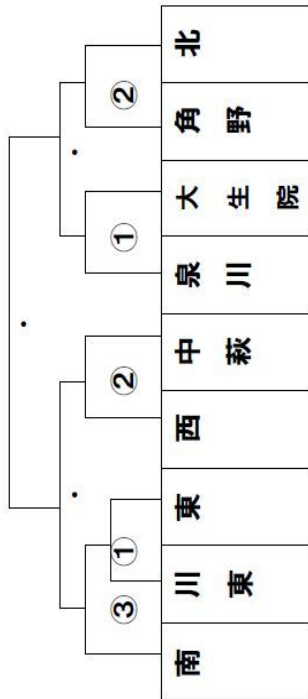 ②
①
②
①
③
北
角野
大生院
泉川
中萩
西
東
川東
南